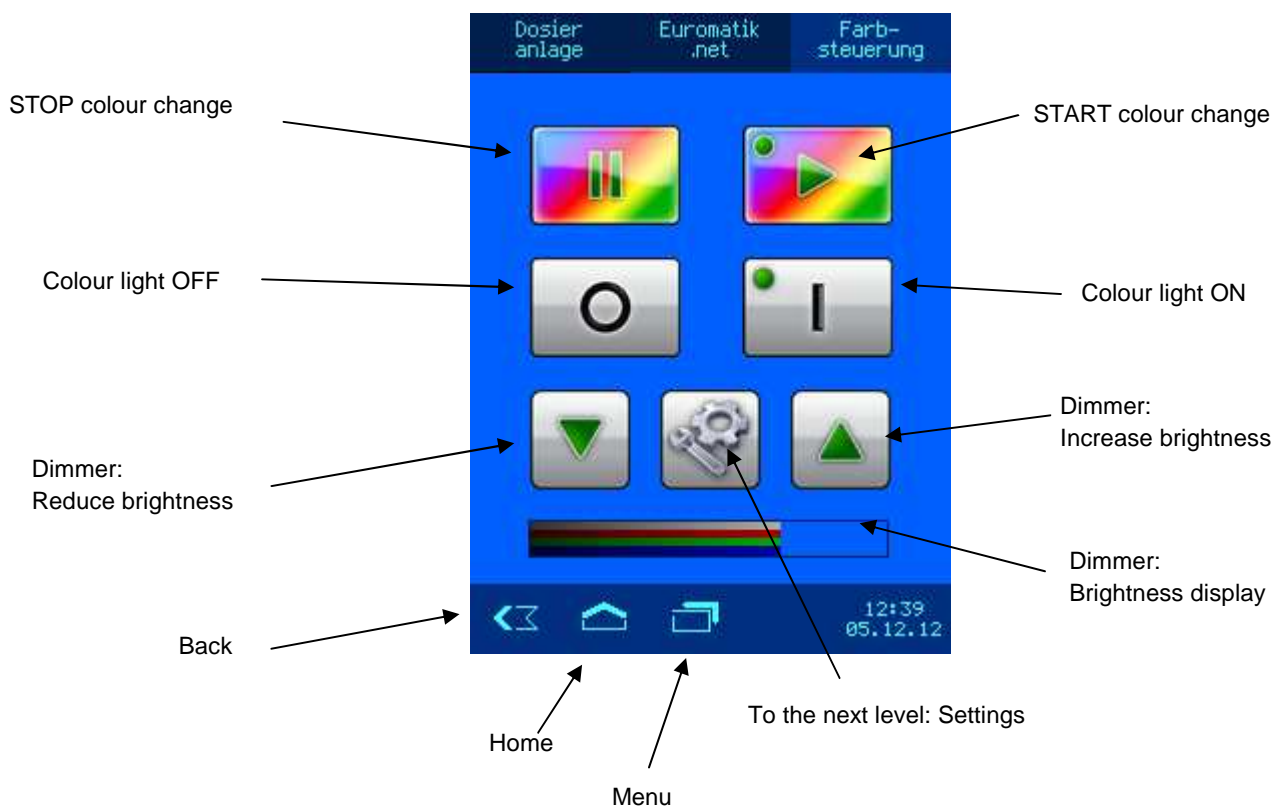 Dosier
anlage
Euromatik
.net
Farb-
steuerung
STOP colour change
START colour change
Colour light OFF
Colour light ON
Dimmer:
Increase brightness
Dimmer:
Reduce brightness
Dimmer:
Brightness display
12:39
05.12.12
Back
To the next level: Settings
Home
Menu